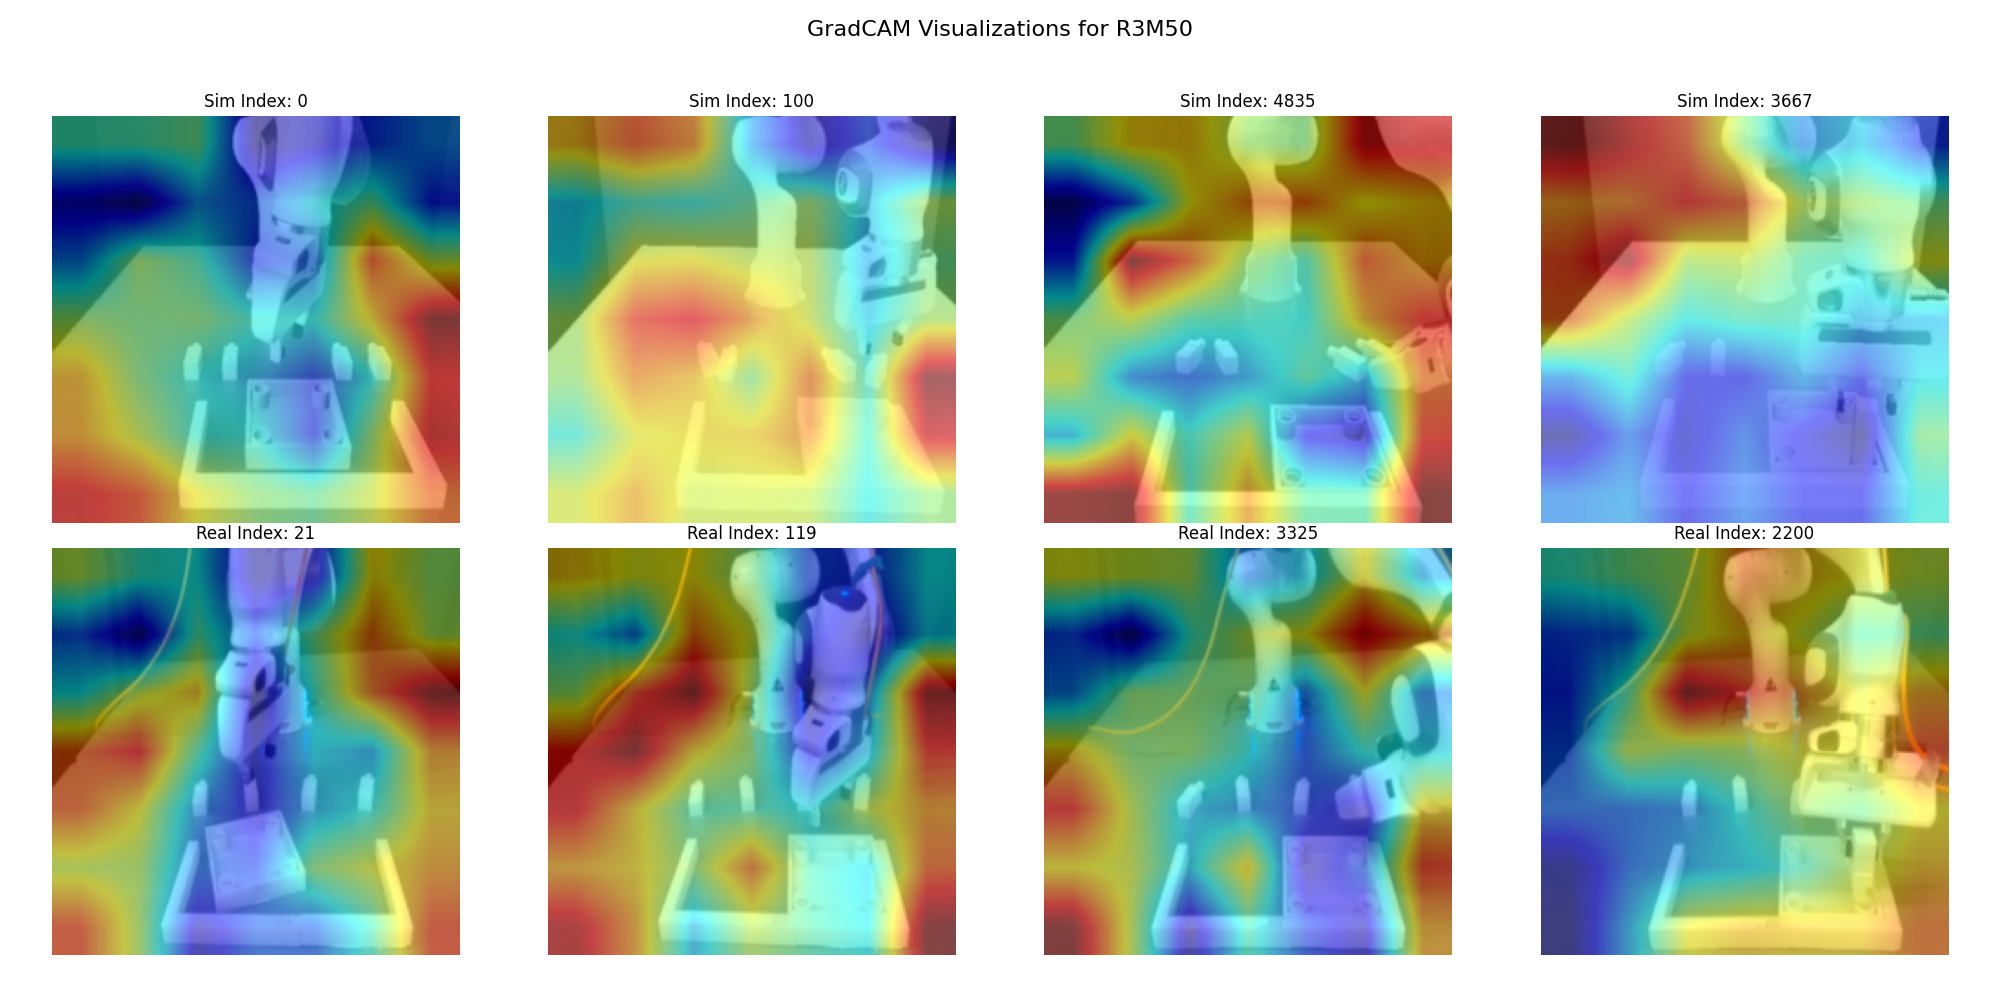 GradCAM Visualizations for R3M50
Sim Index: 0
Sim Index: 100
Sim Index: 4835
Sim Index: 3667
Real Index: 21
Real Index: 119
Real Index: 3325
Real Index: 2200